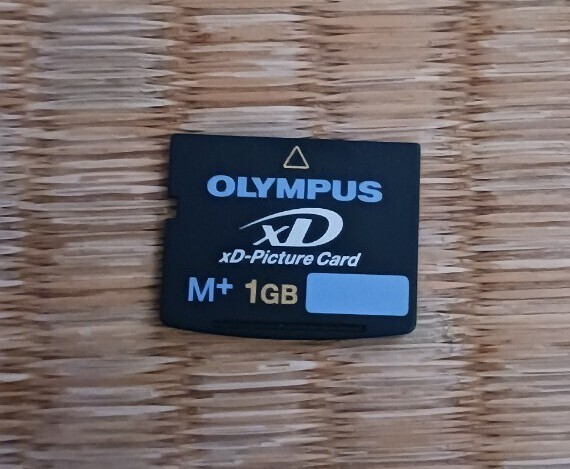 OLYMPUS
xD
xD-Picture Card
M+ 1GB